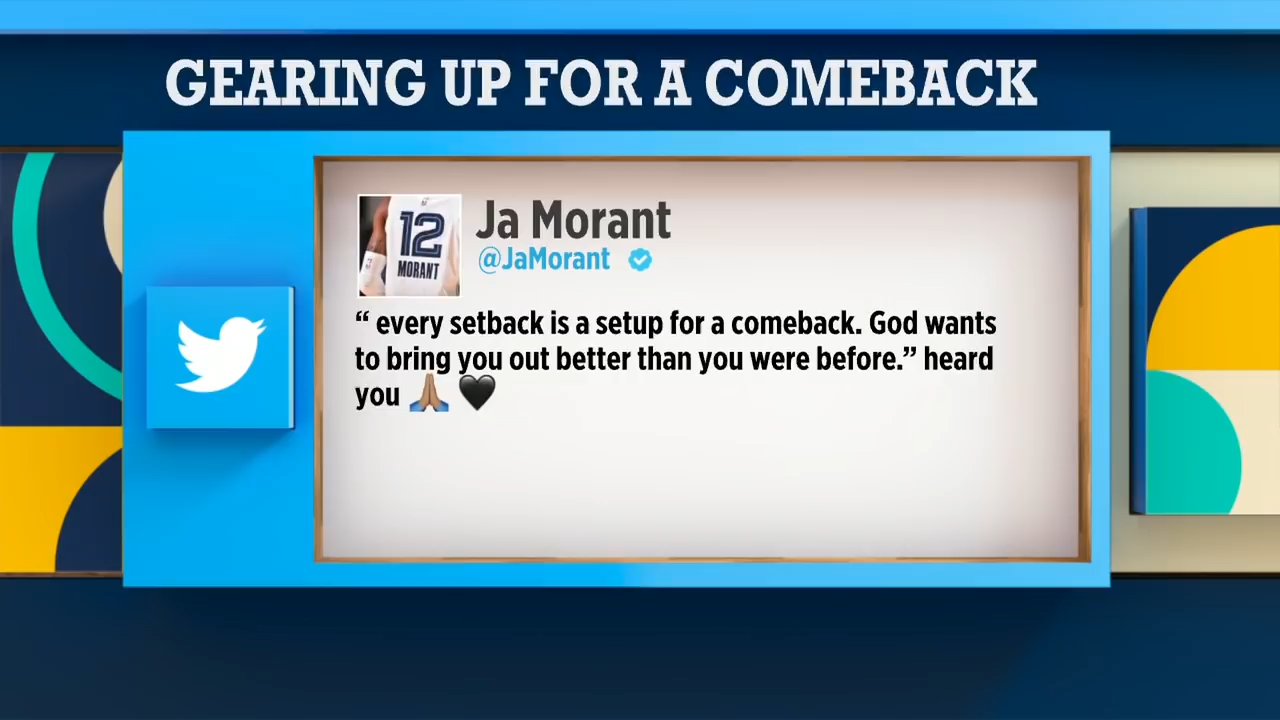 GEARING UP FOR A COMEBACK
12
MORANT
Ja Morant
@JaMorant
“ every setback is a setup for a comeback. God wants
to bring you out better than you were before.” heard
you 🙏🏽 🖤